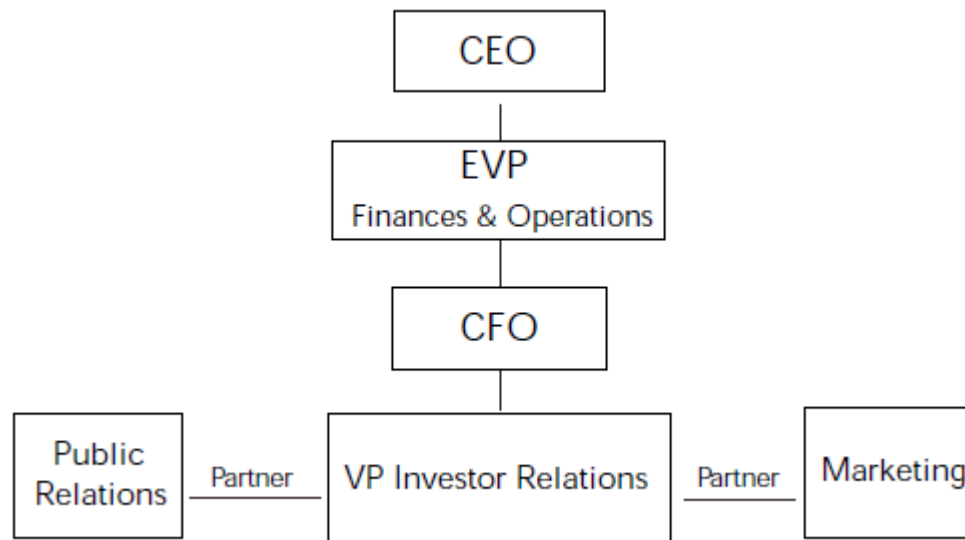 CEO
EVP
Finances & Operations
CFO
Public
Relations
Partner
VP Investor Relations
Partner
Marketing